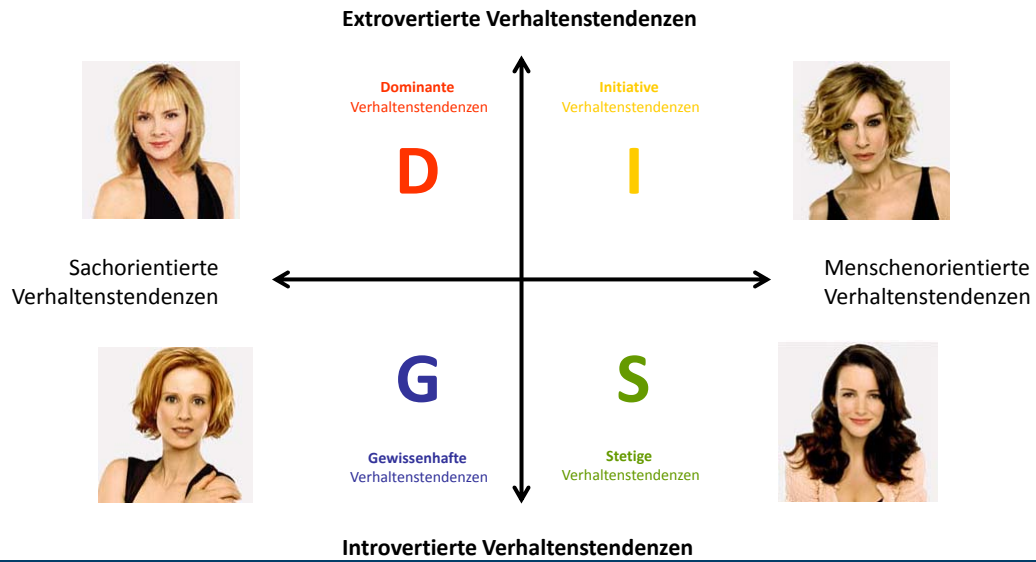 Extrovertierte Verhaltenstendenzen
Dominante
Verhaltenstendenzen
Initiative
Verhaltenstendenzen
D
I
Sachorientierte
Verhaltenstendenzen
Menschenorientierte
Verhaltenstendenzen
G
S
Gewissenhafte
Verhaltenstendenzen
Stetige
Verhaltenstendenzen
Introvertierte Verhaltenstendenzen